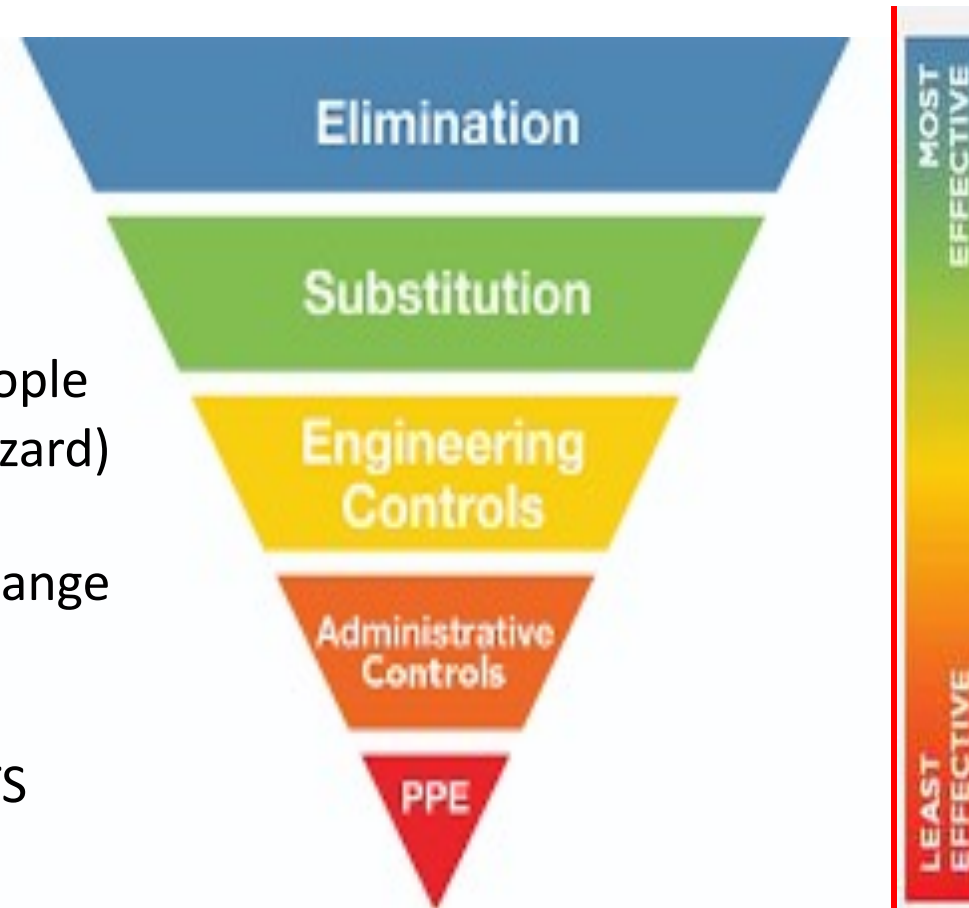 Elimination
Substitution
ople
zard)
Engineering
Controls
ange
Administrative
Controls
PPE
MOST
EFFECTIVE
LEAST
EFFECTIVE